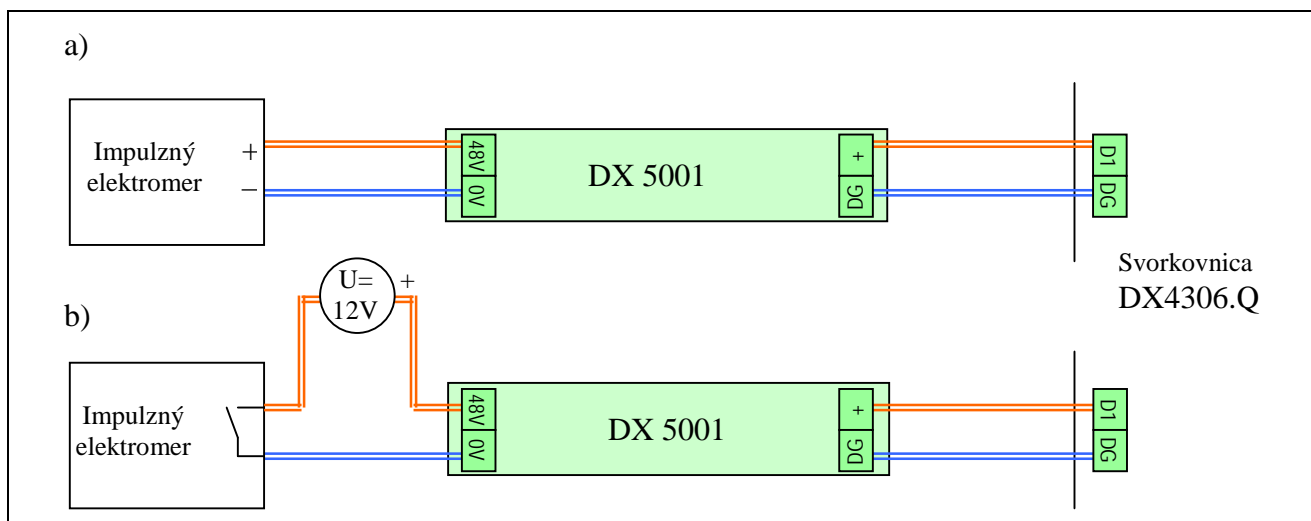 a)
Impulzný
elektromer
+
–
48V
0V
DX 5001
+
DG
D1
DG
Svorkovnica
DX4306.Q
b)
U=
12V
+
Impulzný
elektromer
48V
0V
DX 5001
+
DG
D1
DG